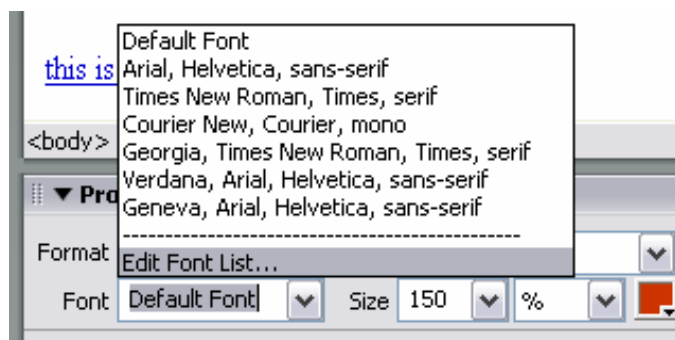 Default Font
this is
Arial, Helvetica, sans-serif
Times New Roman, Times, serif
Courier New, Courier, mono
<body>
Georgia, Times New Roman, Times, serif
Verdana, Arial, Helvetica, sans-serif
▼ Pro
Geneva, Arial, Helvetica, sans-serif
--------------------------------------------
Format
Edit Font List...
Font Default Font Size 150 %